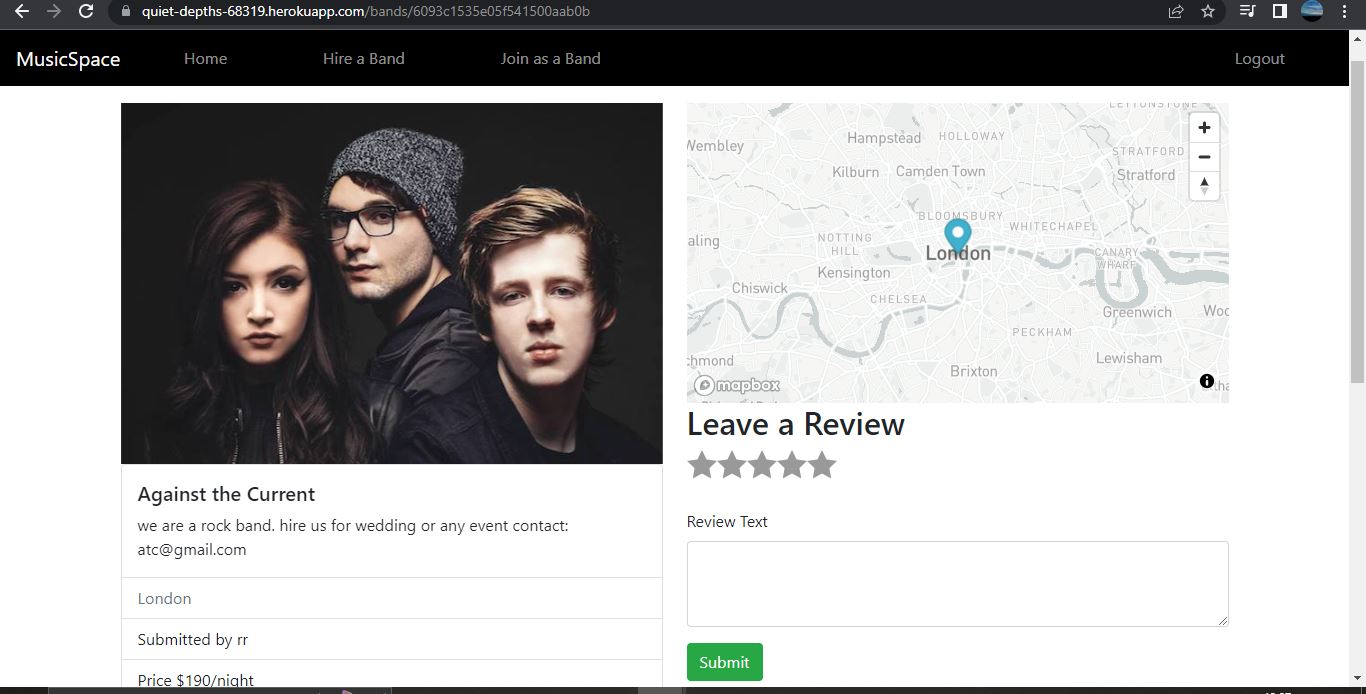 quiet-depths-68319.herokuapp.com/bands/6093c1535e05f541500aab0b
MusicSpace Home Hire a Band Join as a Band Logout
LEYTONSTONE
Hampstead HOLLOWAY
Wembley STRATFORD
Kilburn Camden Town Stratford
BLOOMSBURY
WHITECHAPEL
NOTTING
HILL
aling London CANARY
WHARF
Kensington
Chiswick
CHELSEA Greenwich Woo
PECKHAM
chmond Lewisham
Brixton
mapbox
Leave a Review
Review Text
Submit
Against the Current
we are a rock band. hire us for wedding or any event contact:
atc@gmail.com
London
Submitted by rr
Price $190/night